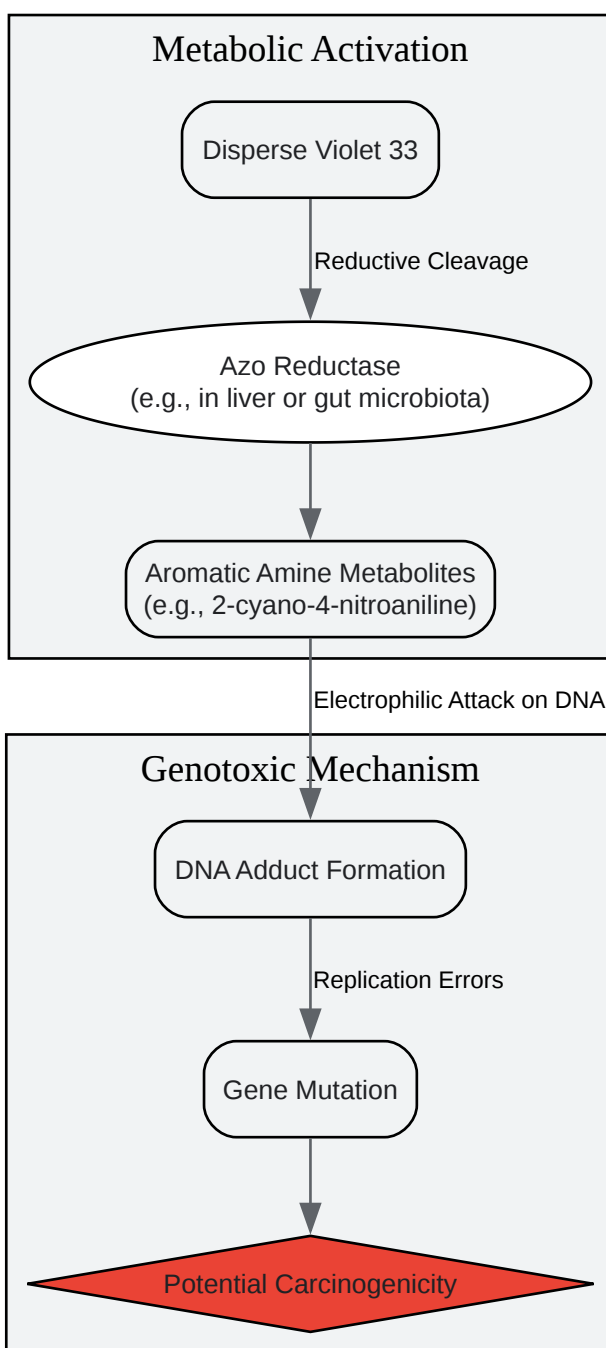 Metabolic Activation
Disperse Violet 33
Reductive Cleavage
Azo Reductase
(e.g., in liver or gut microbiota)
Aromatic Amine Metabolites
(e.g., 2-cyano-4-nitroaniline)
Electrophilic Attack on DNA
Genotoxic Mechanism
DNA Adduct Formation
Replication Errors
Gene Mutation
Potential Carcinogenicity